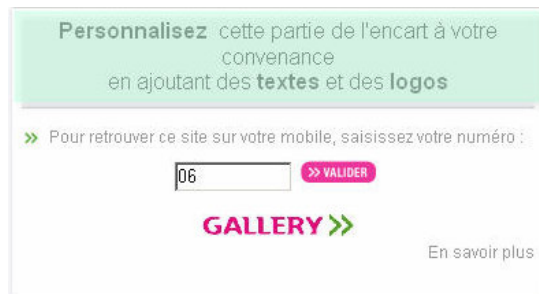 Personnalisez cette partie de l'encart à votre
convenance
en ajoutant des textes et des logos
>> Pour retrouver ce site sur votre mobile, saisissez votre numéro :
06 >> VALIDER
GALLERY >>
En savoir plus